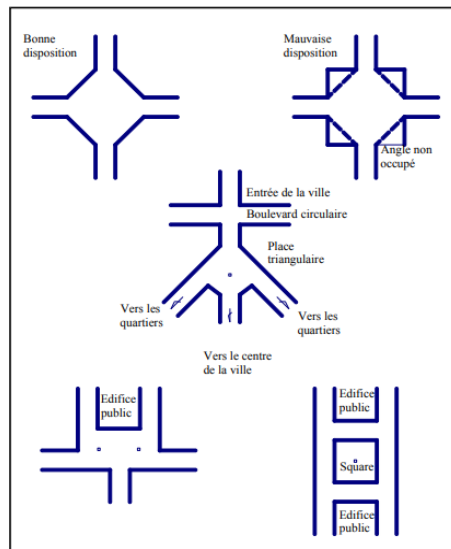 Bonne
disposition
Mauvaise
disposition
Angle non
occupé
Entrée de la ville
Boulevard circulaire
Place
triangulaire
Vers les
quartiers
Vers les
quartiers
Vers le centre
de la ville
Edifice
public
Edifice
public
Square
Edifice
public